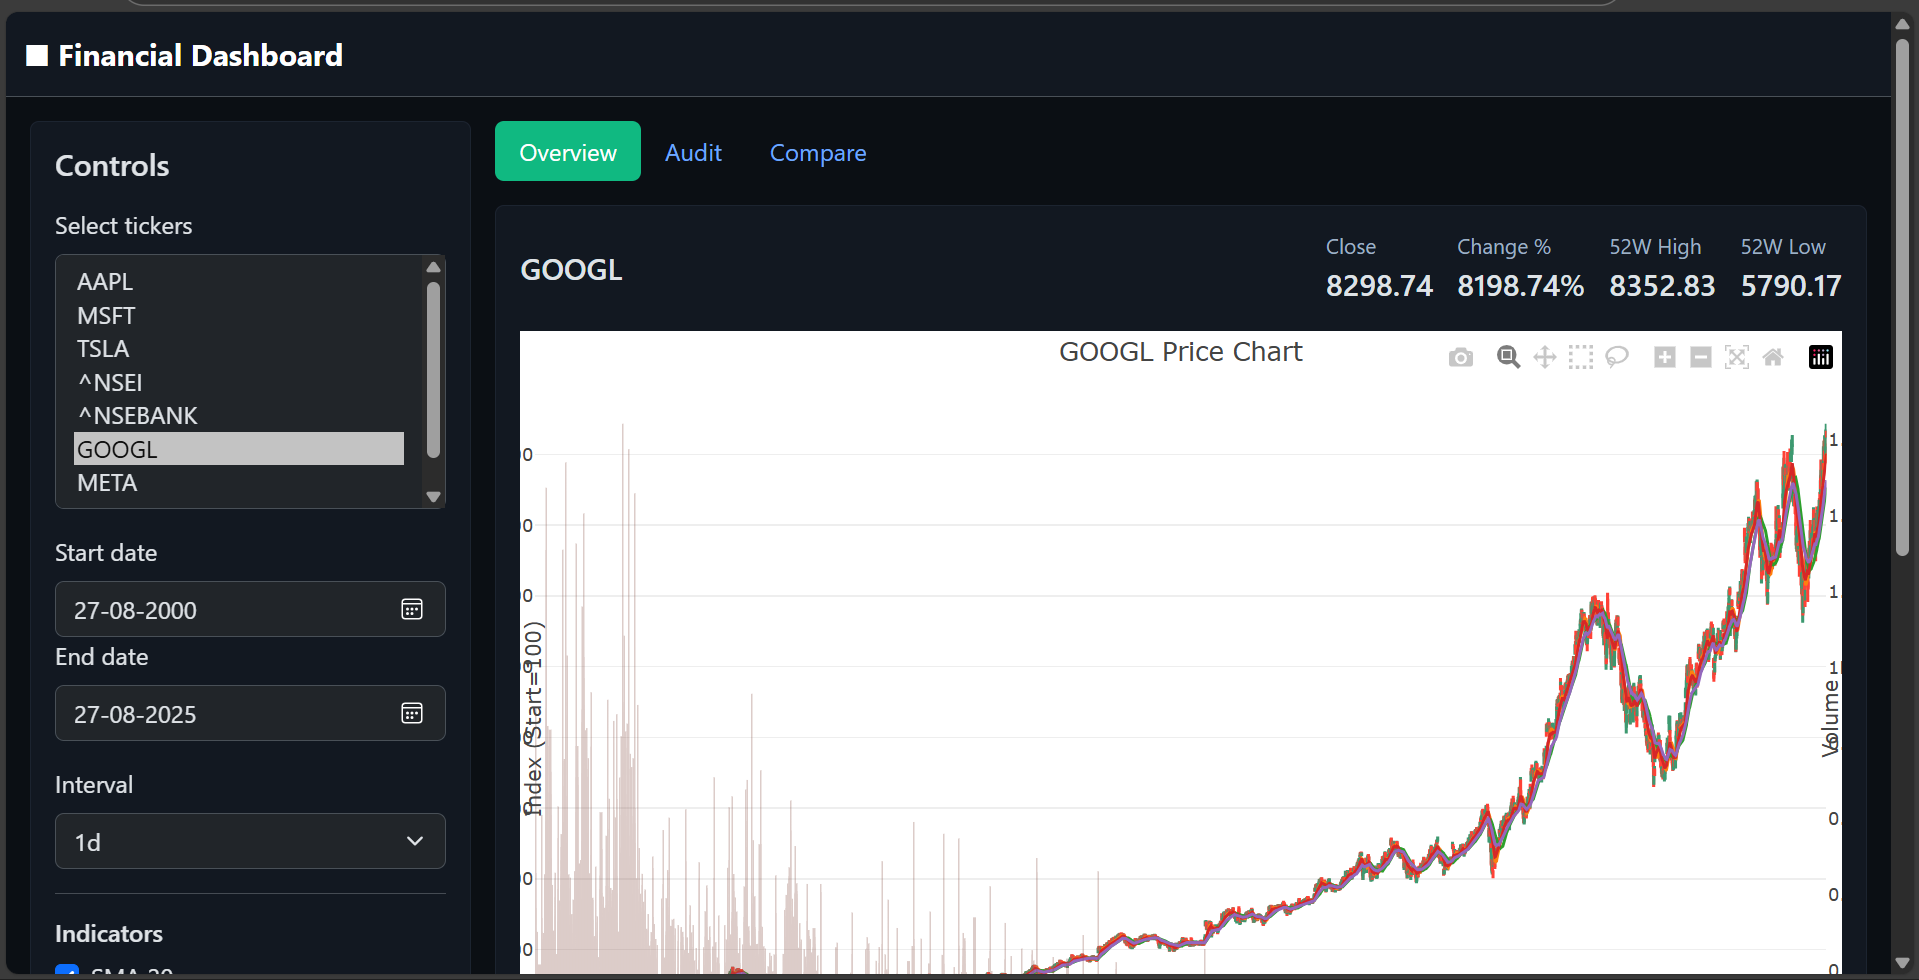 Financial Dashboard
Controls
Select tickers
AAPL
MSFT
TSLA
^NSEI
^NSEBANK
GOOGL
META
Start date
27-08-2000
End date
27-08-2025
Interval
1d
Indicators
SMA 20
Overview
Audit
Compare
GOOGL
Close
8298.74
Change %
8198.74%
52W High
8352.83
52W Low
5790.17
GOOGL Price Chart
Index (Start=100)
Volume